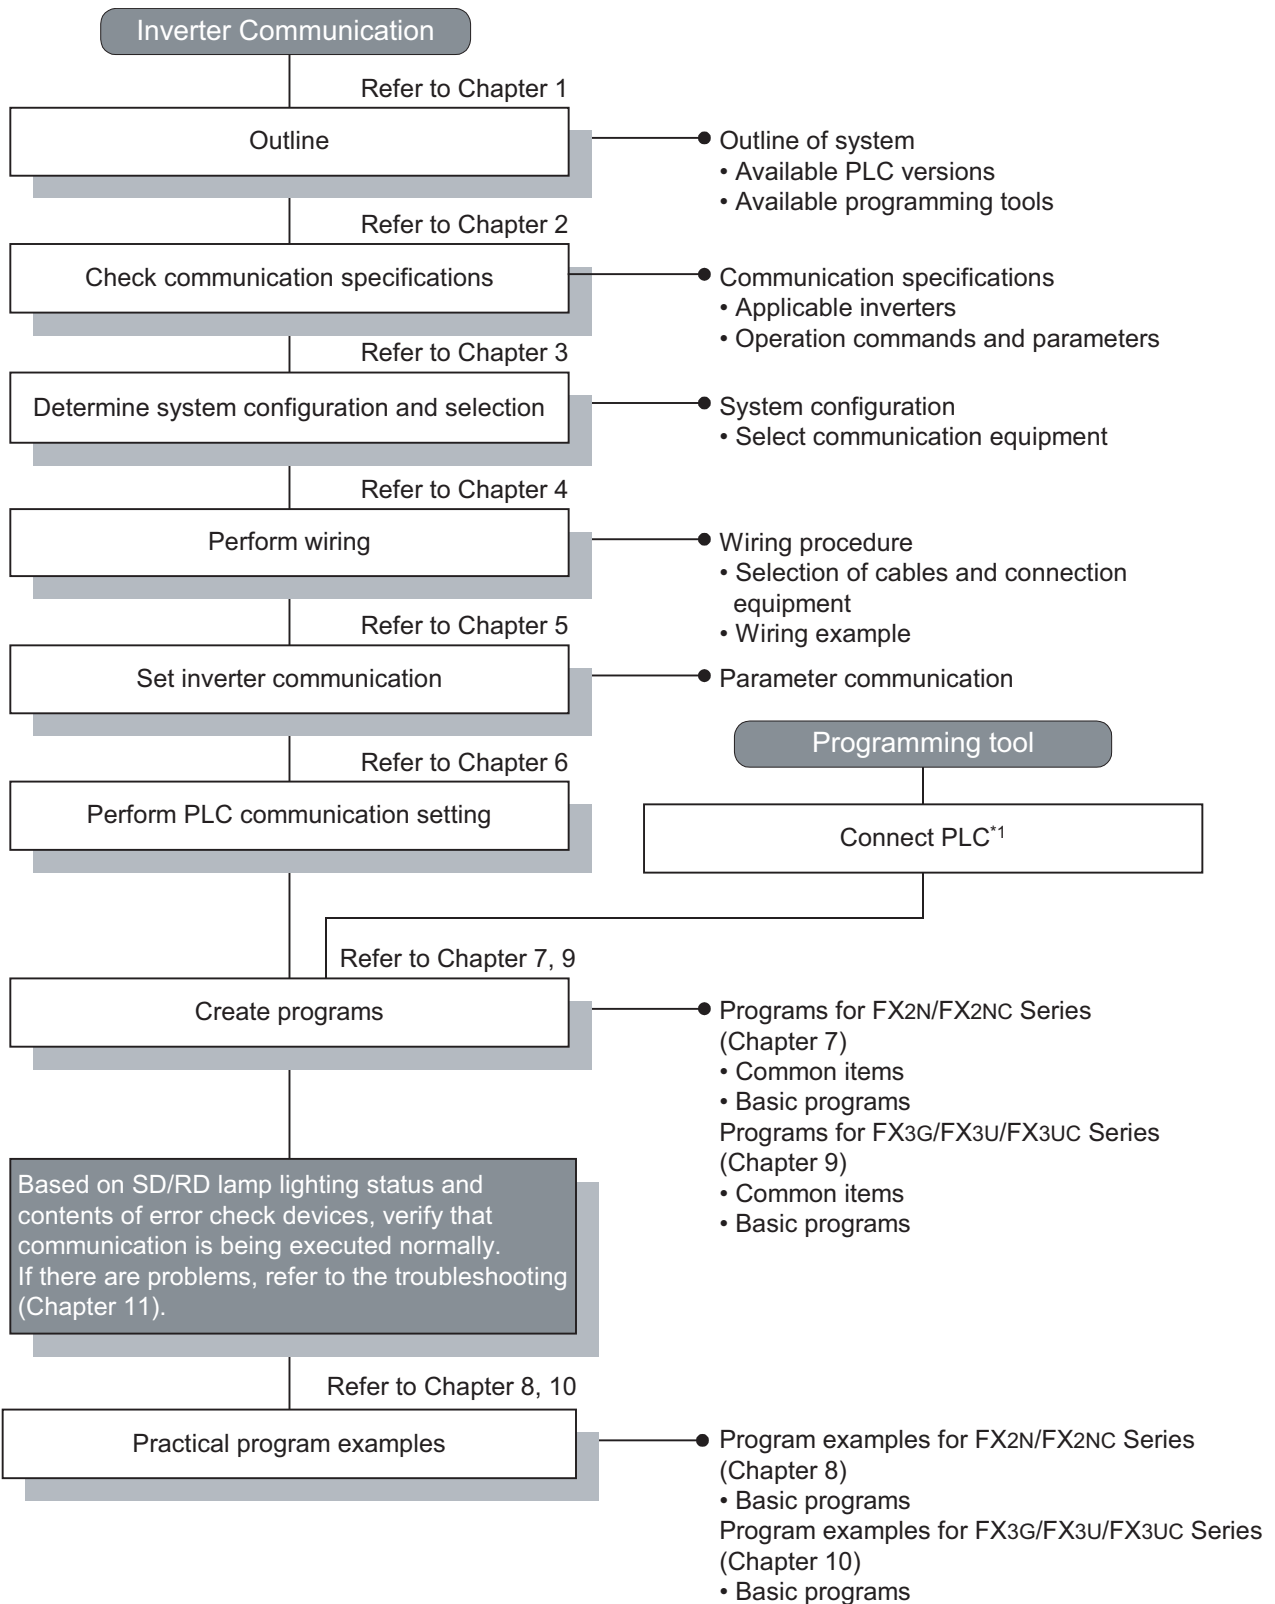 Inverter Communication
Refer to Chapter 1
Outline
Outline of system
• Available PLC versions
• Available programming tools
Refer to Chapter 2
Check communication specifications
Communication specifications
• Applicable inverters
• Operation commands and parameters
Refer to Chapter 3
Determine system configuration and selection
System configuration
• Select communication equipment
Refer to Chapter 4
Perform wiring
Wiring procedure
• Selection of cables and connection
equipment
• Wiring example
Refer to Chapter 5
Set inverter communication
Parameter communication
Programming tool
Refer to Chapter 6
Perform PLC communication setting
Connect PLC*1
Refer to Chapter 7, 9
Create programs
Programs for FX2N/FX2NC Series
(Chapter 7)
• Common items
• Basic programs
Programs for FX3G/FX3U/FX3UC Series
(Chapter 9)
• Common items
• Basic programs
Based on SD/RD lamp lighting status and
contents of error check devices, verify that
communication is being executed normally.
If there are problems, refer to the troubleshooting
(Chapter 11).
Refer to Chapter 8, 10
Practical program examples
Program examples for FX2N/FX2NC Series
(Chapter 8)
• Basic programs
Program examples for FX3G/FX3U/FX3UC Series
(Chapter 10)
• Basic programs